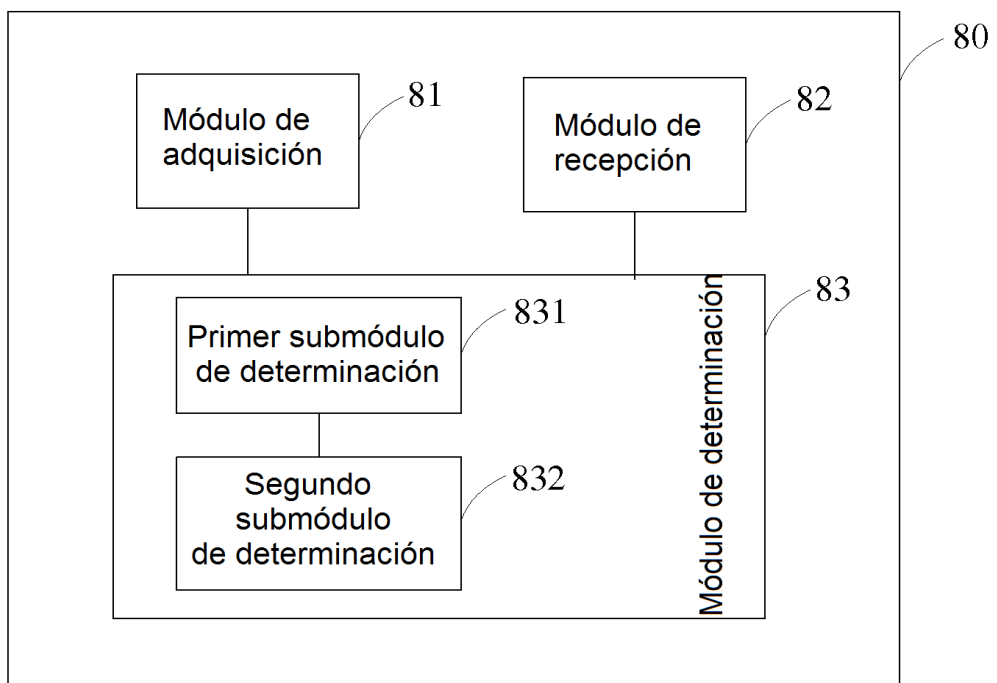 80
81
Módulo de
adquisición
82
Módulo de
recepción
83
Módulo de determinación
831
Primer submódulo
de determinación
832
Segundo
submódulo
de determinación